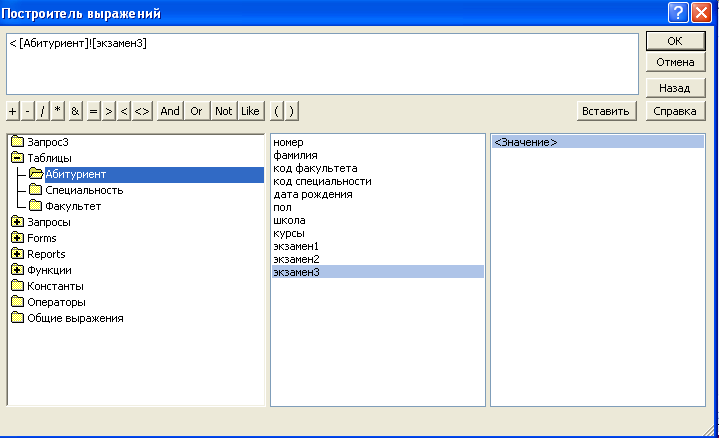 Построитель выражений
< [Абитуриент]![экзамен3]
OK
Отмена
Назад
+ - / * & = > < <> And Or Not Like ( ) Вставить Справка
Запрос3
Таблицы
Абитуриент
Специальность
Факультет
Запросы
Forms
Reports
Функции
Константы
Операторы
Общие выражения
номер
фамилия
код факультета
код специальности
дата рождения
пол
школа
курсы
экзамен1
экзамен2
экзамен3
<Значение>